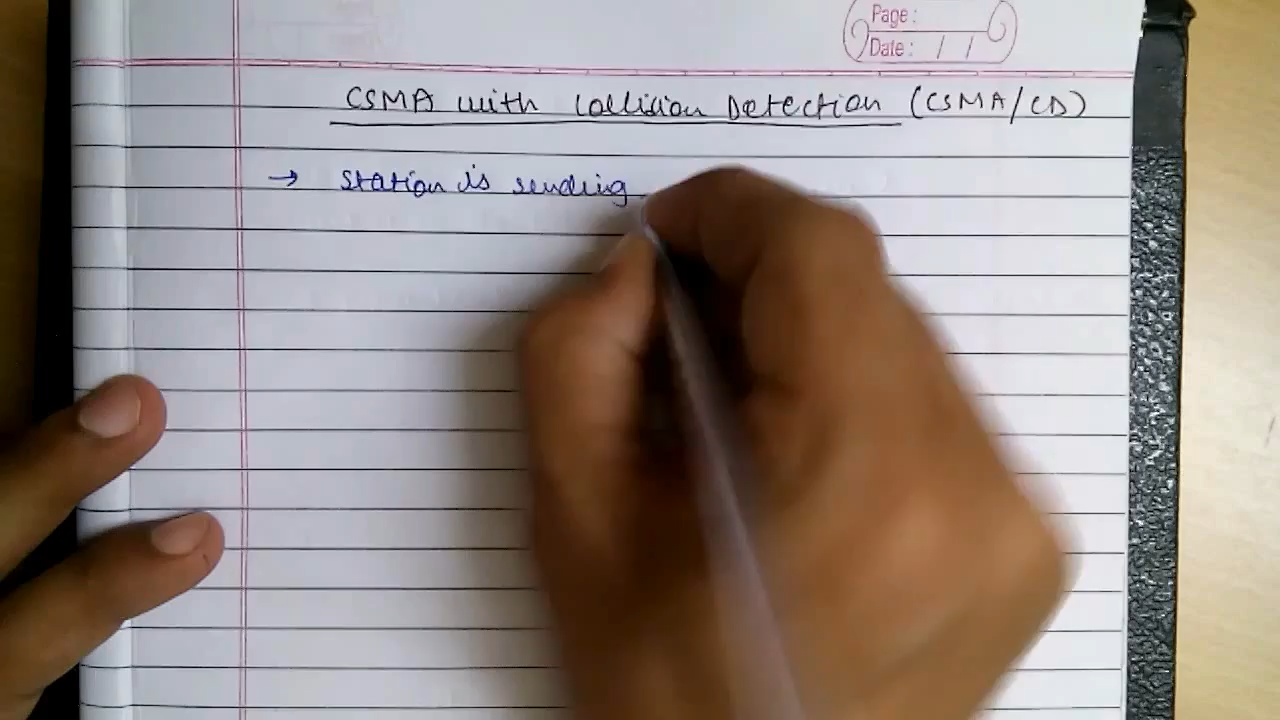 Page :
Date : / /
CSMA with Collision Detection (CSMA/CD)
→ station is sending